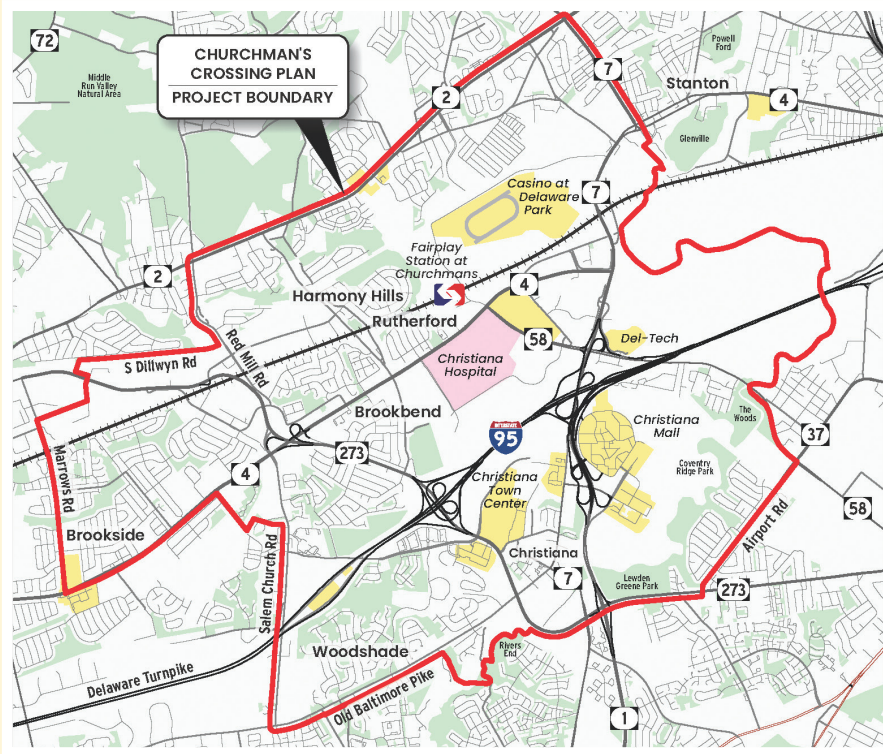 72
CHURCHMAN'S
CROSSING PLAN
PROJECT BOUNDARY
Middle
Run Valley
Natural Area
2
7
Powell
Ford
Stanton
4
Glenville
7
Casino at
Delaware
Park
Fairplay
Station at
Churchmans
2
Harmony Hills
Rutherford
4
58
Del-Tech
S Dillwyn Rd
Red Mill Rd
Christiana
Hospital
Brookbend
INTERSTATE
95
Christiana
Mall
The
Woods
37
Marrows Rd
273
4
Christiana
Town
Center
Coventry
Ridge Park
58
Brookside
Airport Rd
Salem Church Rd
Christiana
7
Lewden
Greene Park
273
Woodshade
Rivers
End
Delaware Turnpike
Old Baltimore Pike
1